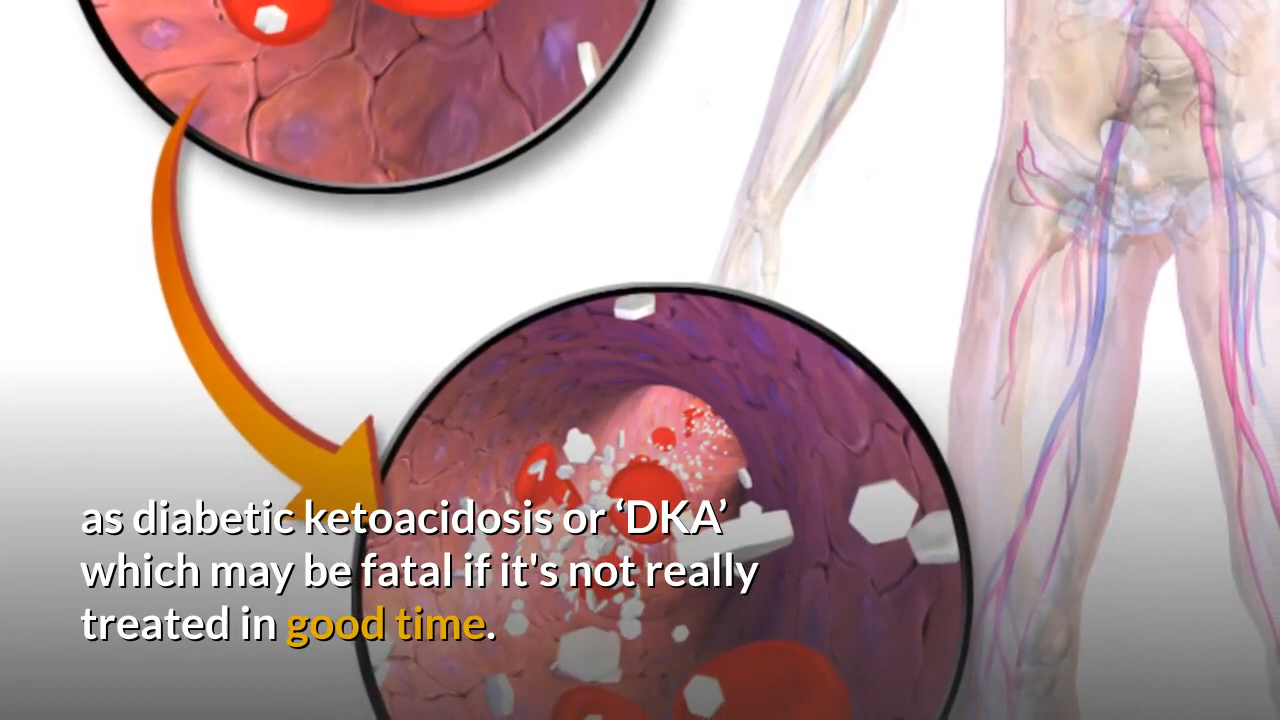 as diabetic ketoacidosis or ‘DKA’
which may be fatal if it's not really
treated in good time.